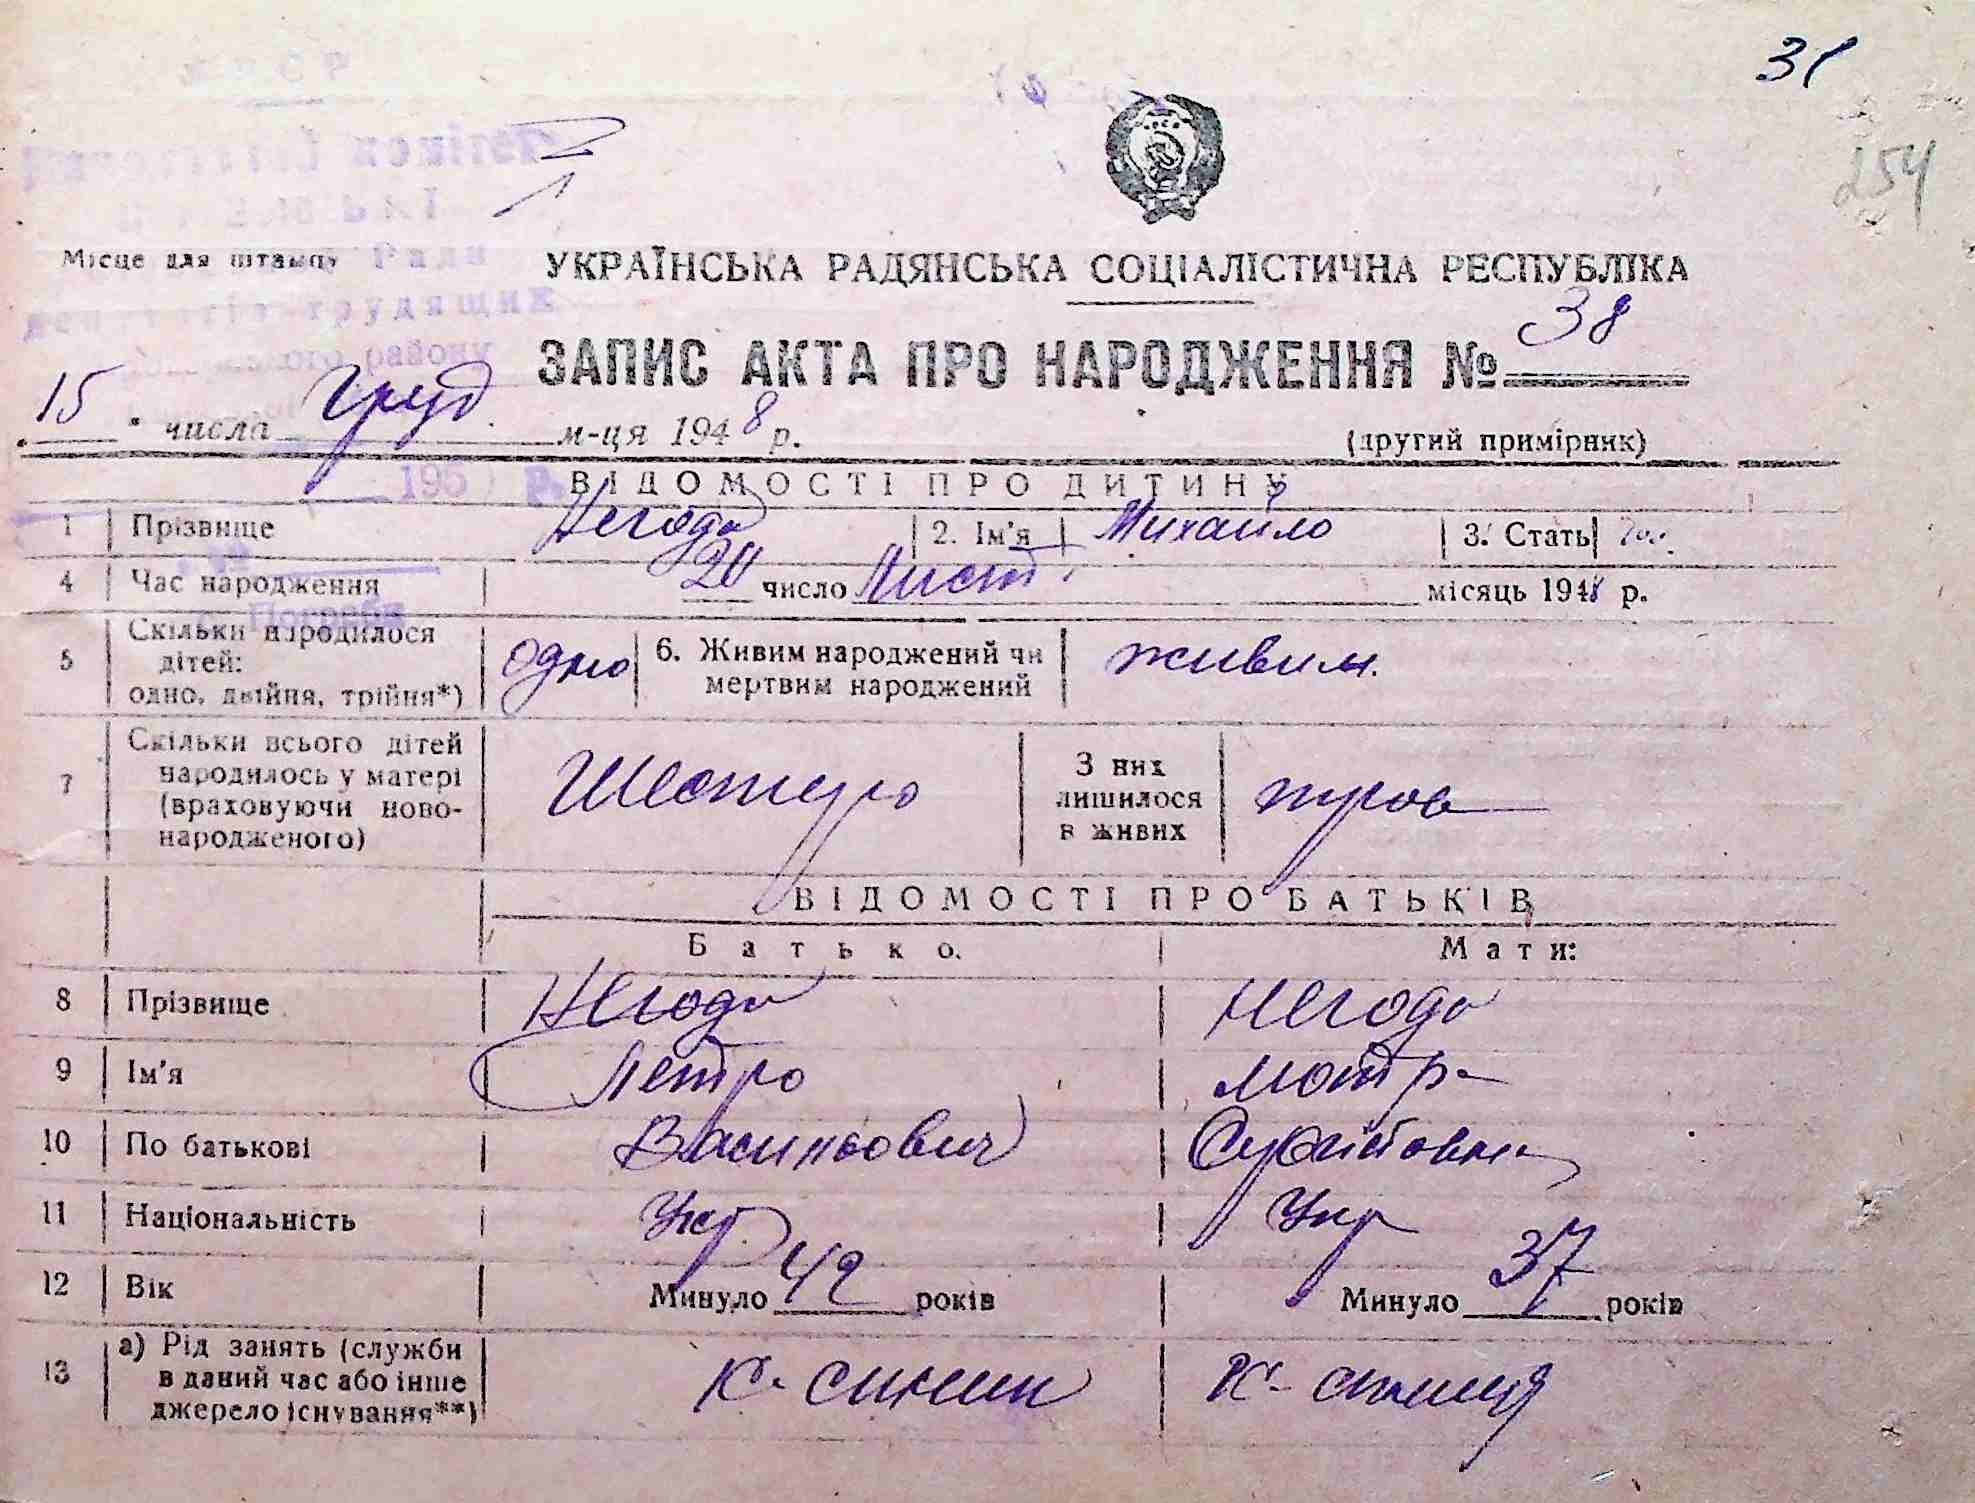 31
254
Місце для штампу
УКРАЇНСЬКА РАДЯНСЬКА СОЦІАЛІСТИЧНА РЕСПУБЛІКА
ЗАПИС АКТА ПРО НАРОДЖЕННЯ № 38
15 " числа груд м-ця 1948 р.
(другий примірник)
195 р.
ВІДОМОСТІ ПРО ДИТИНУ
1 Прізвище Негода 2. Ім'я Михайло 3. Стать
4 Час народження 20 число Лист. місяць 1948 р.
5 Скільки народилося дітей: одно, двійня, трійня*) одно 6. Живим народжений чи мертвим народжений живим.
7 Скільки всього дітей народилось у матері (враховуючи новонародженого) Шестеро З них лишилося в живих
ВІДОМОСТІ ПРО БАТЬКІВ
Батько. Мати:
8 Прізвище Негода Негода
9 Ім'я Петро Мотр
10 По батькові Васильович
11 Національність Укр Укр
12 Вік Минуло 42 років Минуло 37 років
13 а) Рід занять (служби в даний час або інше джерело існування**) К-